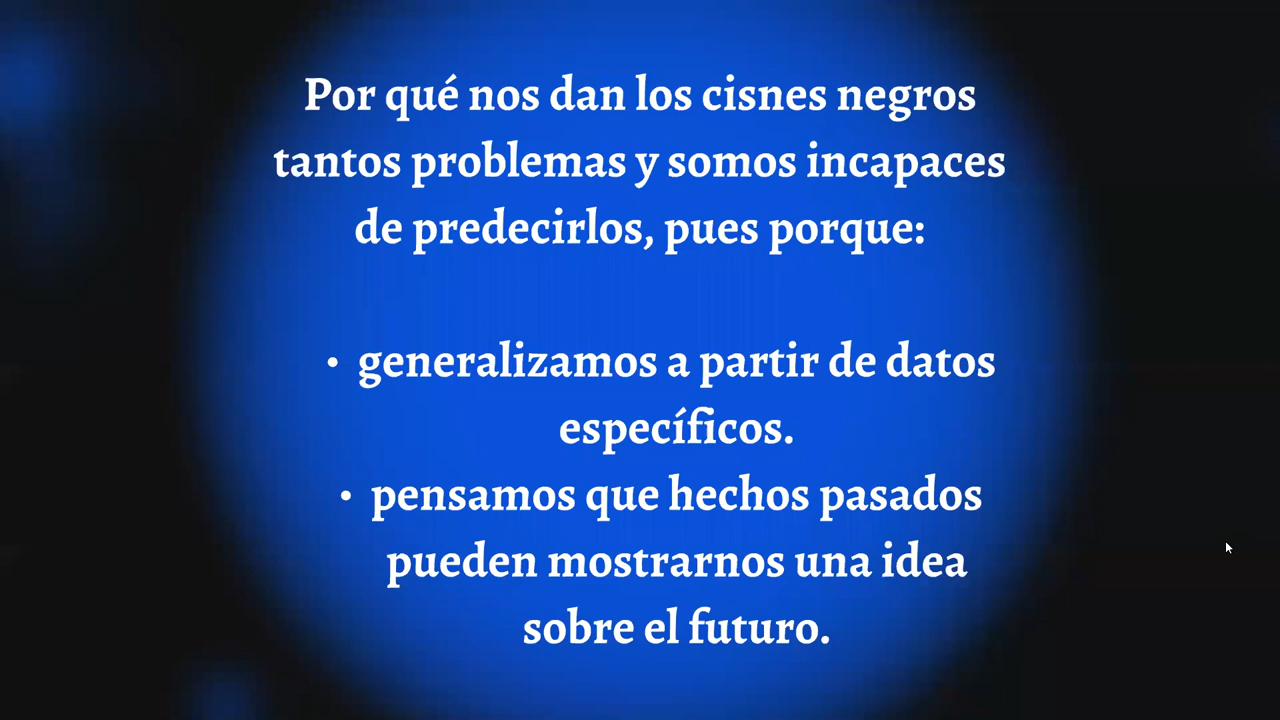 Por qué nos dan los cisnes negros
tantos problemas y somos incapaces
de predecirlos, pues porque:
• generalizamos a partir de datos
específicos.
• pensamos que hechos pasados
pueden mostrarnos una idea
sobre el futuro.